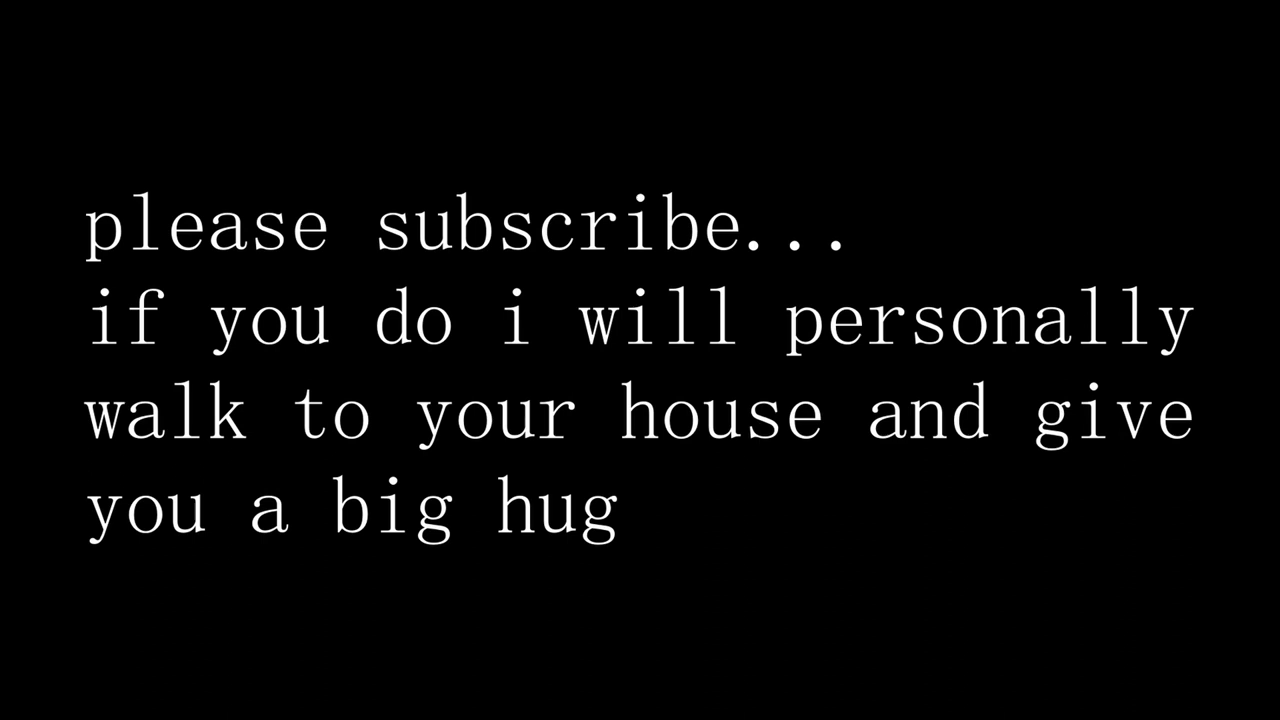 please subscribe...
if you do i will personally
walk to your house and give
you a big hug